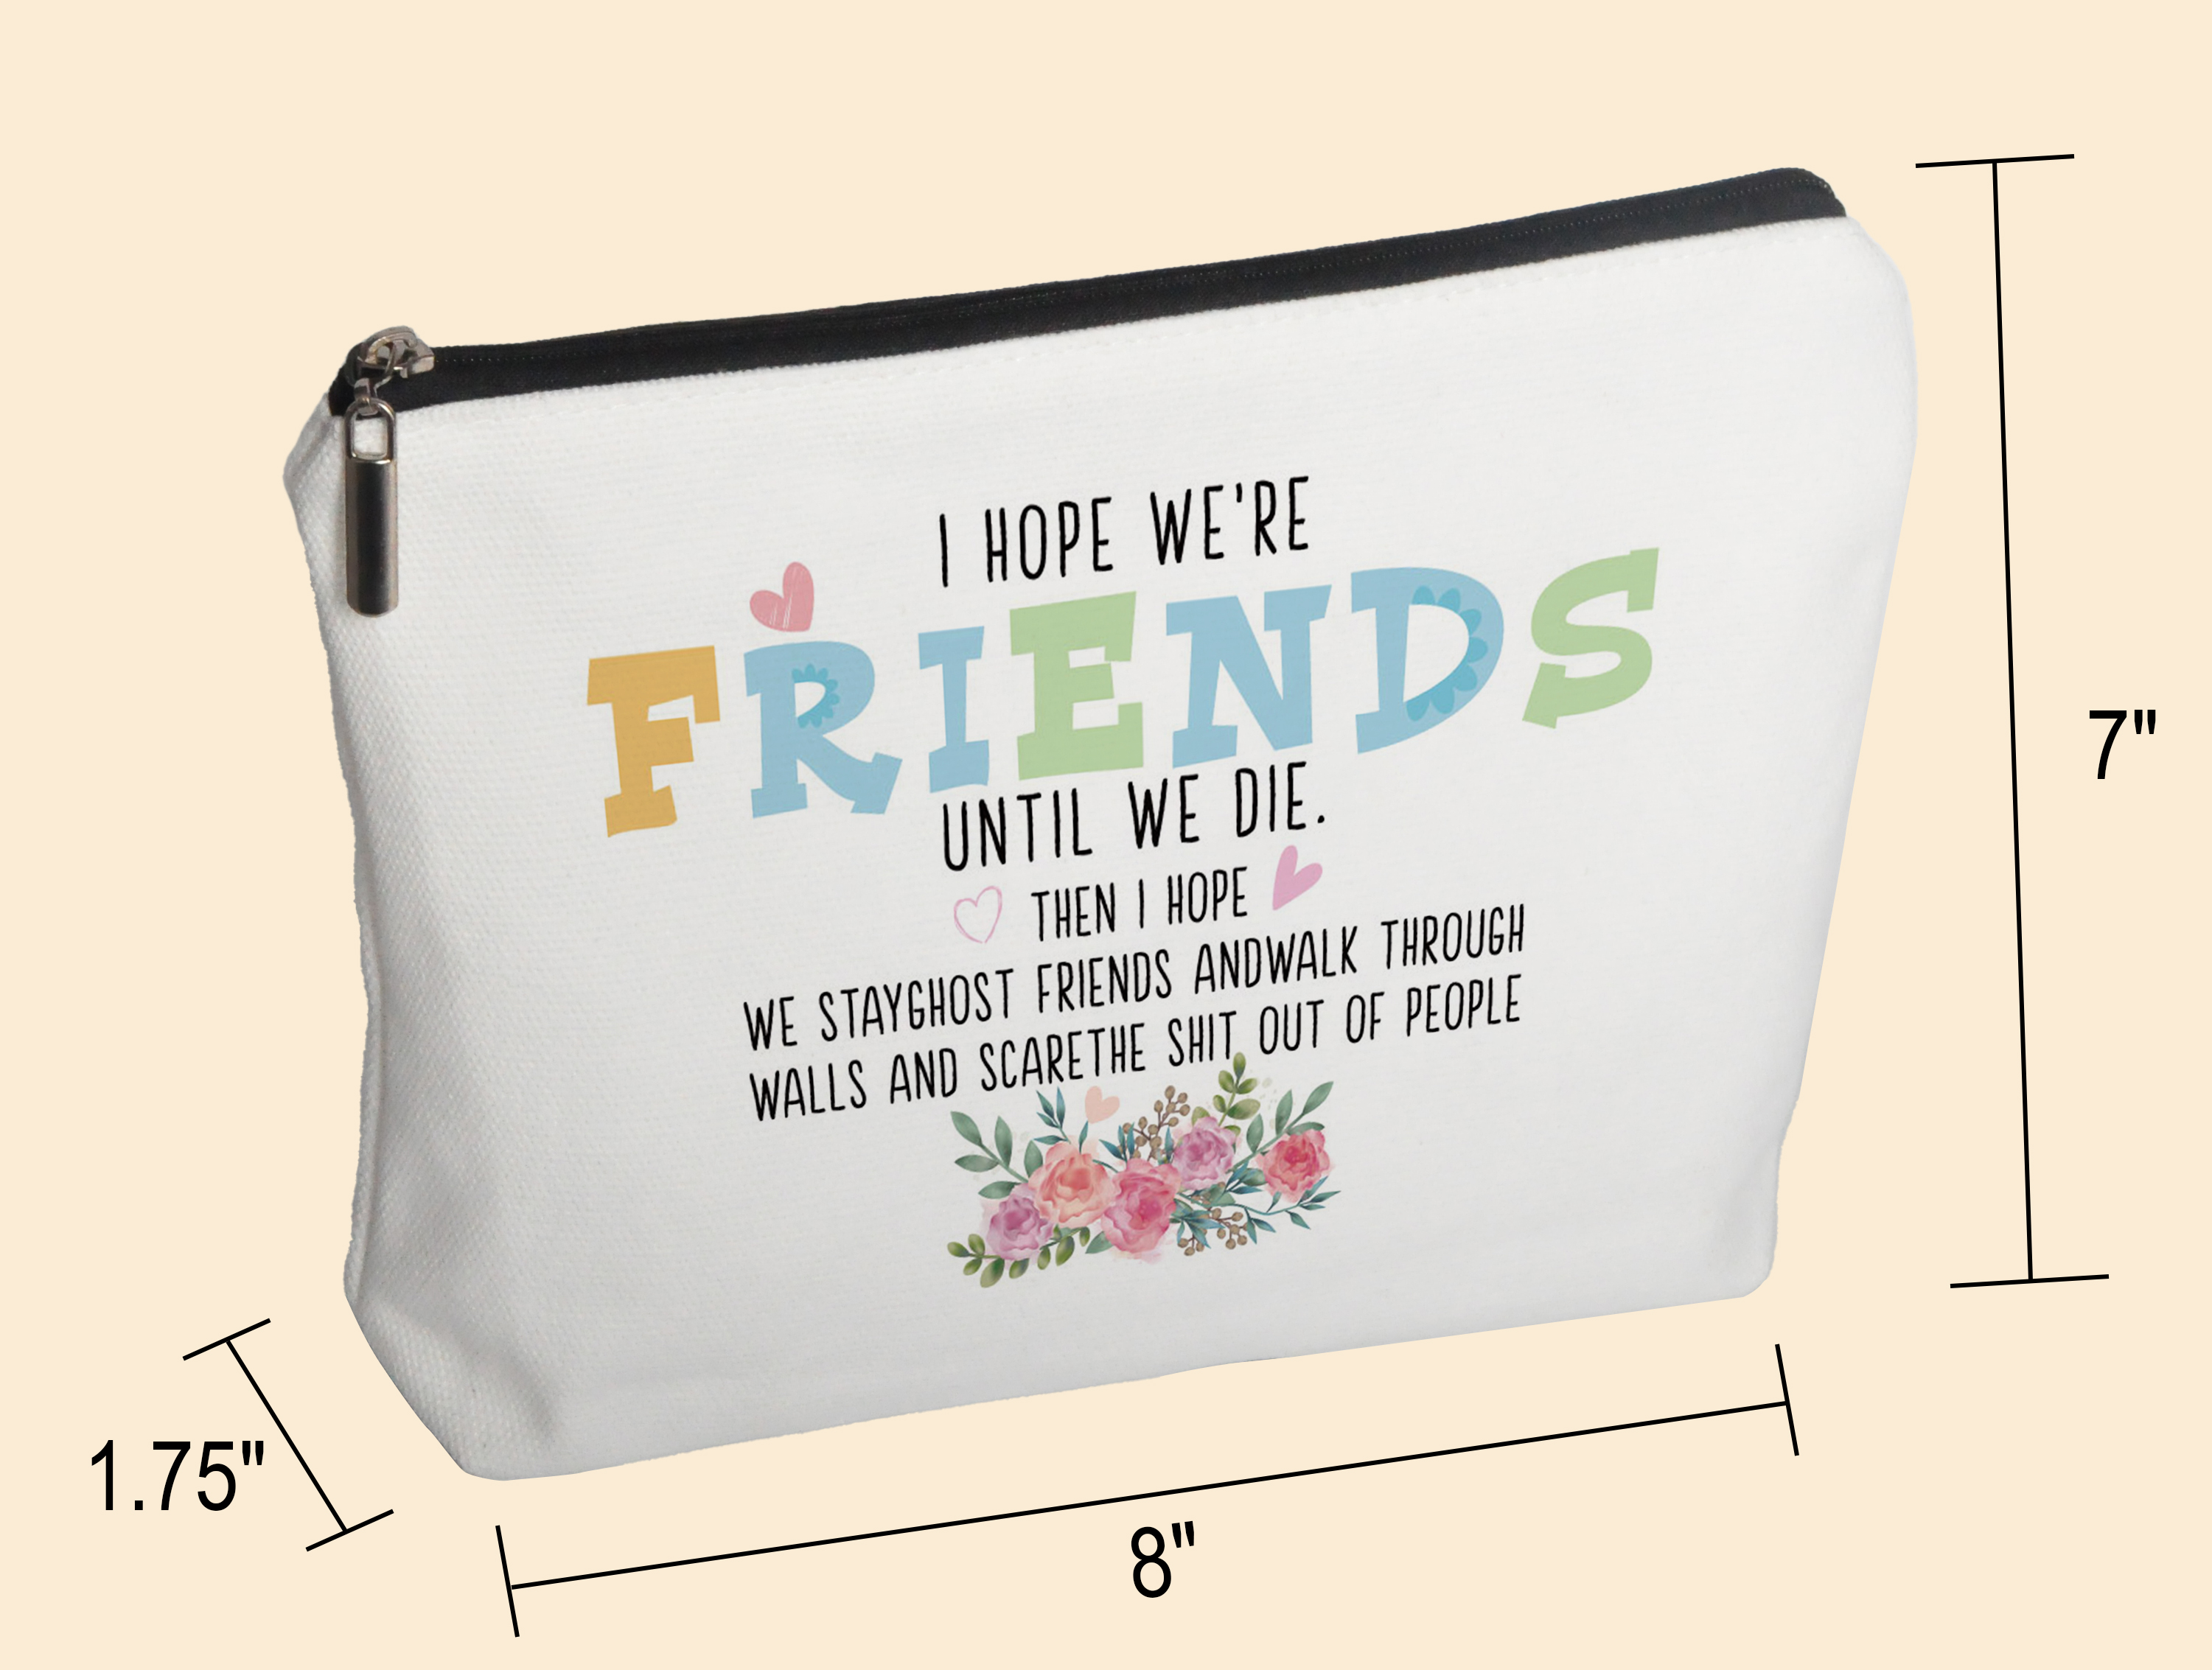 I HOPE WE'RE
FRIENDS
UNTIL WE DIE.
THEN I HOPE
WE STAYGHOST FRIENDS ANDWALK THROUGH
WALLS AND SCARETHE SHIT OUT OF PEOPLE
7"
1.75"
8"